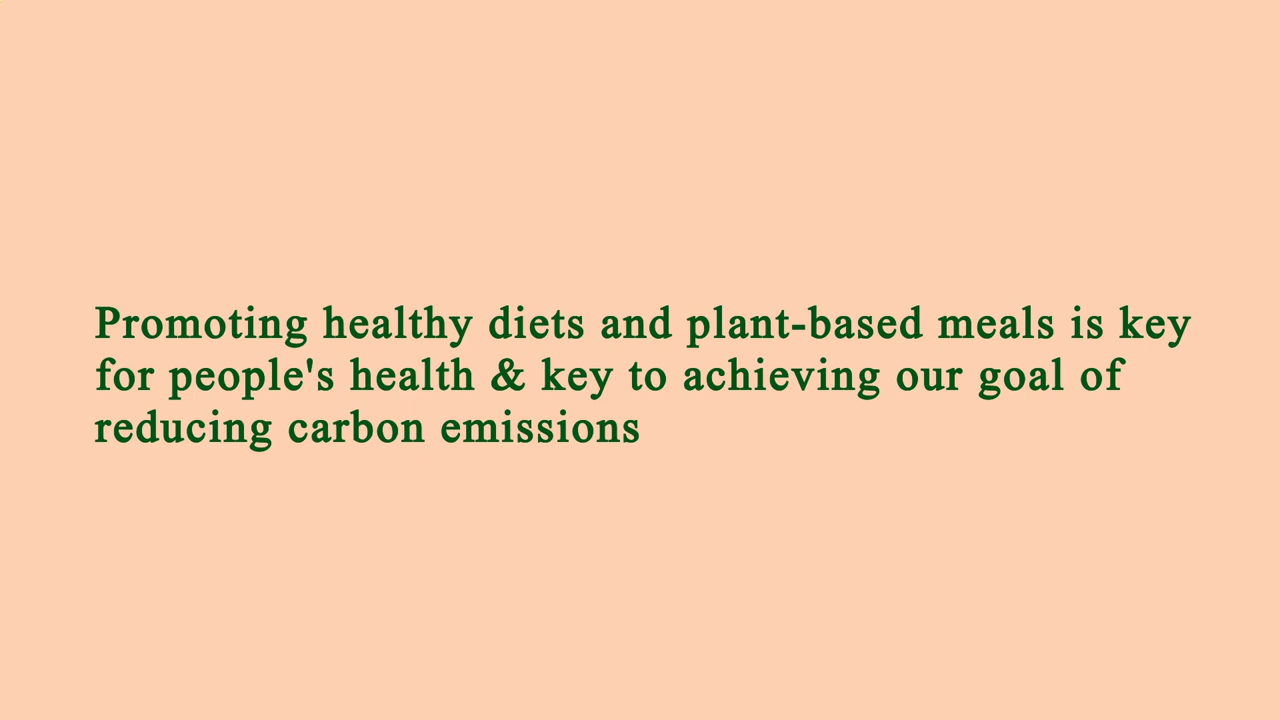 Promoting healthy diets and plant-based meals is key
for people's health & key to achieving our goal of
reducing carbon emissions